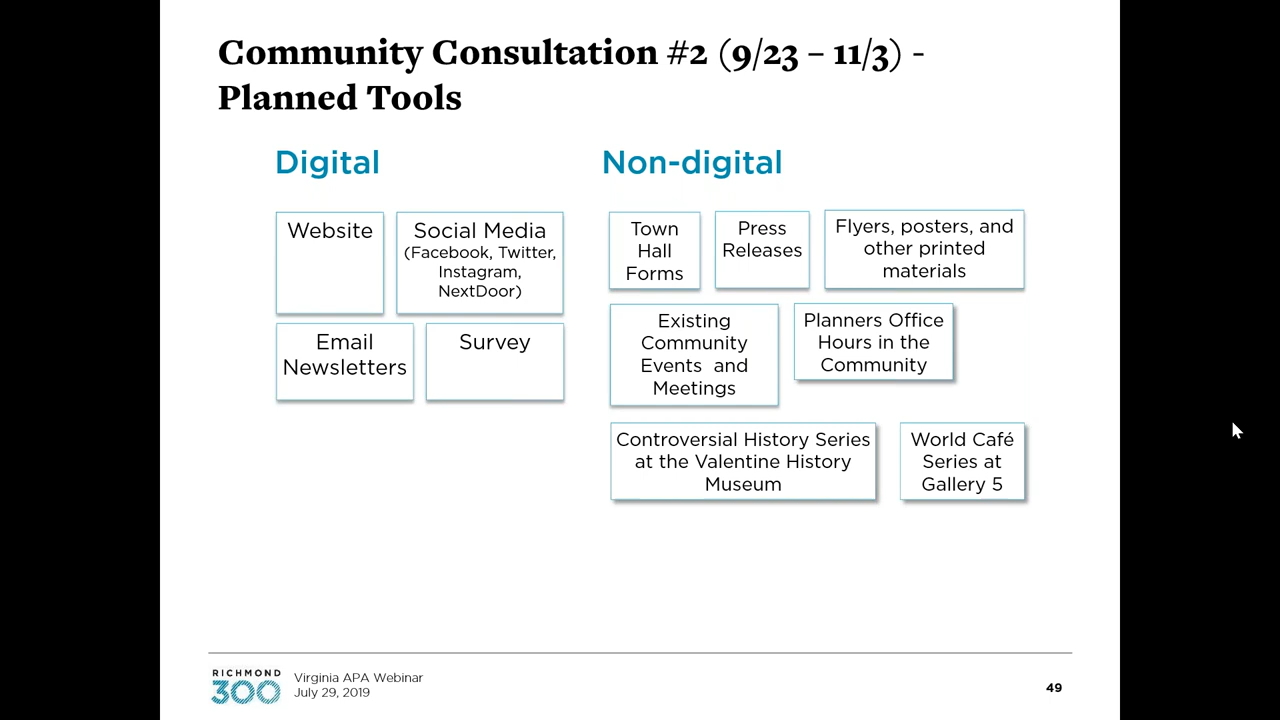 Community Consultation #2 (9/23 – 11/3) -
Planned Tools
Digital
Website
Social Media
(Facebook, Twitter,
Instagram,
NextDoor)
Email
Newsletters
Survey
Non-digital
Town
Hall
Forms
Press
Releases
Flyers, posters, and
other printed
materials
Existing
Community
Events and
Meetings
Planners Office
Hours in the
Community
Controversial History Series
at the Valentine History
Museum
World Café
Series at
Gallery 5
RICHMOND
300
Virginia APA Webinar
July 29, 2019
49